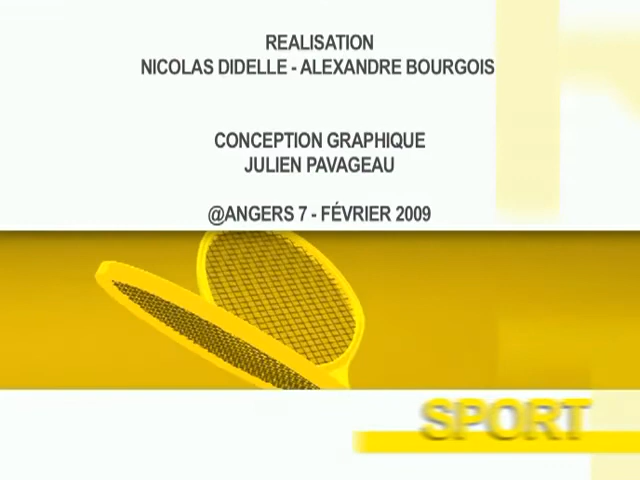 REALISATION
NICOLAS DIDELLE - ALEXANDRE BOURGOIS
CONCEPTION GRAPHIQUE
JULIEN PAVAGEAU
@ANGERS 7 - FÉVRIER 2009
SPORT